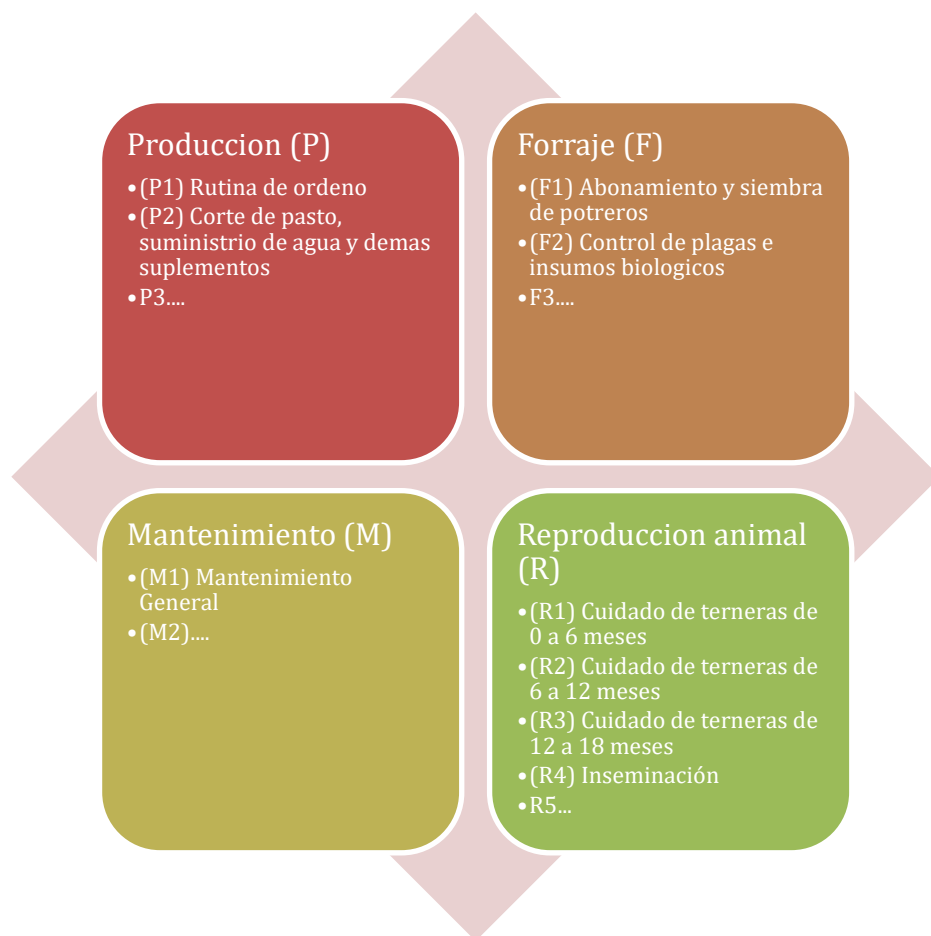 Produccion (P)
•(P1) Rutina de ordeno
•(P2) Corte de pasto,
suministrio de agua y demas
suplementos
•P3....
Forraje (F)
•(F1) Abonamiento y siembra
de potreros
•(F2) Control de plagas e
insumos biologicos
•F3....
Mantenimiento (M)
•(M1) Mantenimiento
General
•(M2)....
Reproduccion animal
(R)
•(R1) Cuidado de terneras de
0 a 6 meses
•(R2) Cuidado de terneras de
6 a 12 meses
•(R3) Cuidado de terneras de
12 a 18 meses
•(R4) Inseminación
•R5...